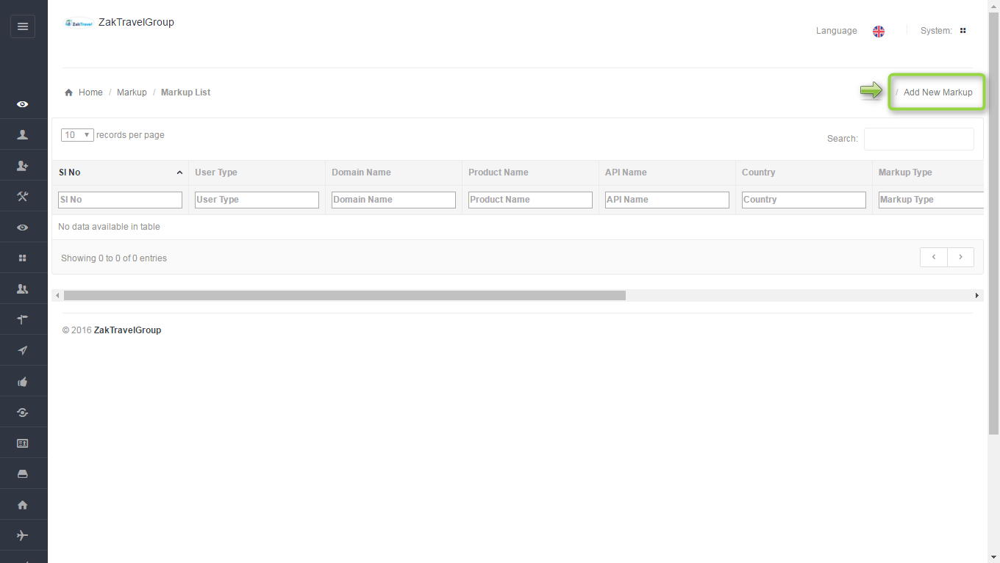 ZakTravel ZakTravelGroup
Language System:
Home / Markup / Markup List / Add New Markup
10 records per page Search:
Sl No User Type Domain Name Product Name API Name Country Markup Type
Sl No User Type Domain Name Product Name API Name Country Markup Type
No data available in table
Showing 0 to 0 of 0 entries
© 2016 ZakTravelGroup